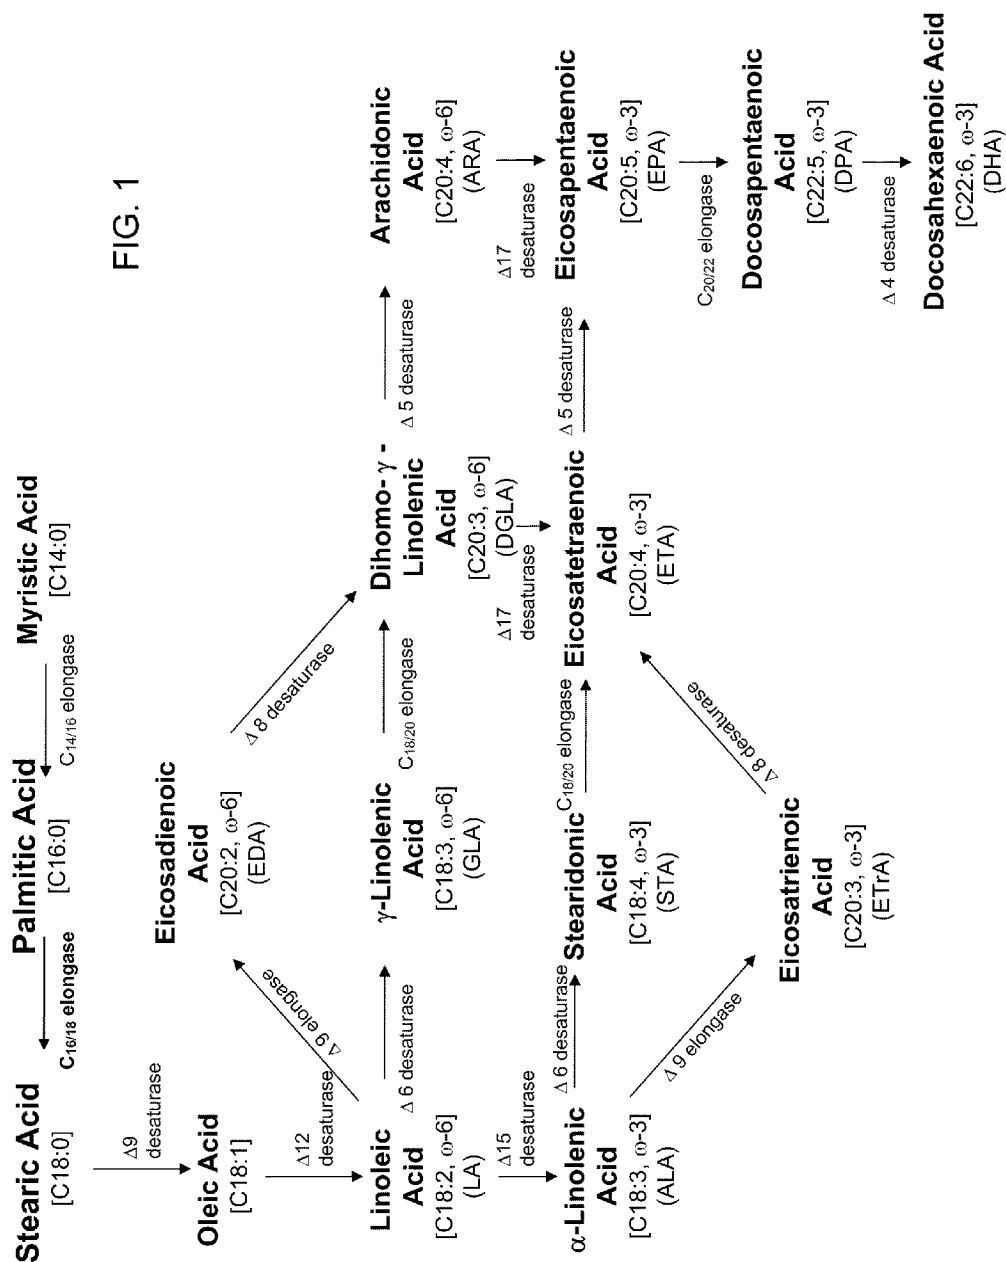 FIG. 1
Myristic Acid
[C14:0]
C14/16 elongase
Palmitic Acid
[C16:0]
C16/18 elongase
Stearic Acid
[C18:0]
Δ9
desaturase
Oleic Acid
[C18:1]
Δ12
desaturase
Linoleic
Acid
[C18:2, ω-6]
(LA)
Δ 9 elongase
Eicosadienoic
Acid
[C20:2, ω-6]
(EDA)
Δ 8 desaturase
Δ 6 desaturase
γ-Linolenic
Acid
[C18:3, ω-6]
(GLA)
C18/20 elongase
Dihomo- γ -
Linolenic
Acid
[C20:3, ω-6]
(DGLA)
Δ 5 desaturase
Arachidonic
Acid
[C20:4, ω-6]
(ARA)
Δ15
desaturase
Δ17
desaturase
Δ17
desaturase
α-Linolenic
Acid
[C18:3, ω-3]
(ALA)
Δ 6 desaturase
Stearidonic
Acid
[C18:4, ω-3]
(STA)
C18/20 elongase
Eicosatetraenoic
Acid
[C20:4, ω-3]
(ETA)
Δ 5 desaturase
Eicosapentaenoic
Acid
[C20:5, ω-3]
(EPA)
Δ 9 elongase
Eicosatrienoic
Acid
[C20:3, ω-3]
(ETrA)
Δ 8 desaturase
C20/22 elongase
Docosapentaenoic
Acid
[C22:5, ω-3]
(DPA)
Δ 4 desaturase
Docosahexaenoic Acid
[C22:6, ω-3]
(DHA)